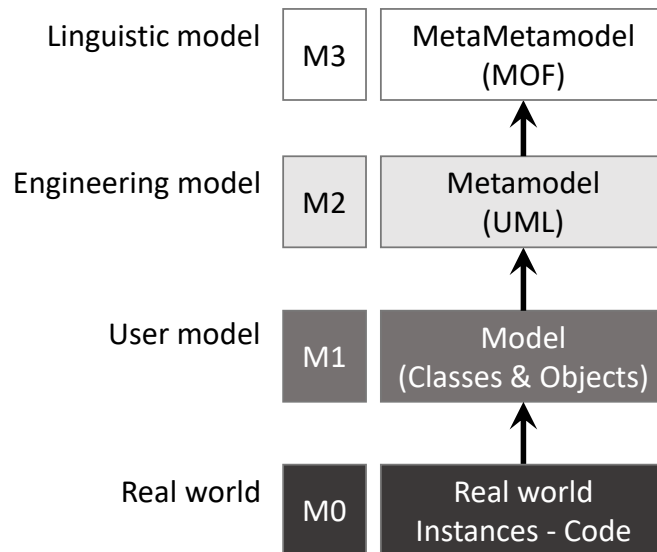 Linguistic model
M3
MetaMetamodel
(MOF)
Engineering model
M2
Metamodel
(UML)
User model
M1
Model
(Classes & Objects)
Real world
M0
Real world
Instances - Code